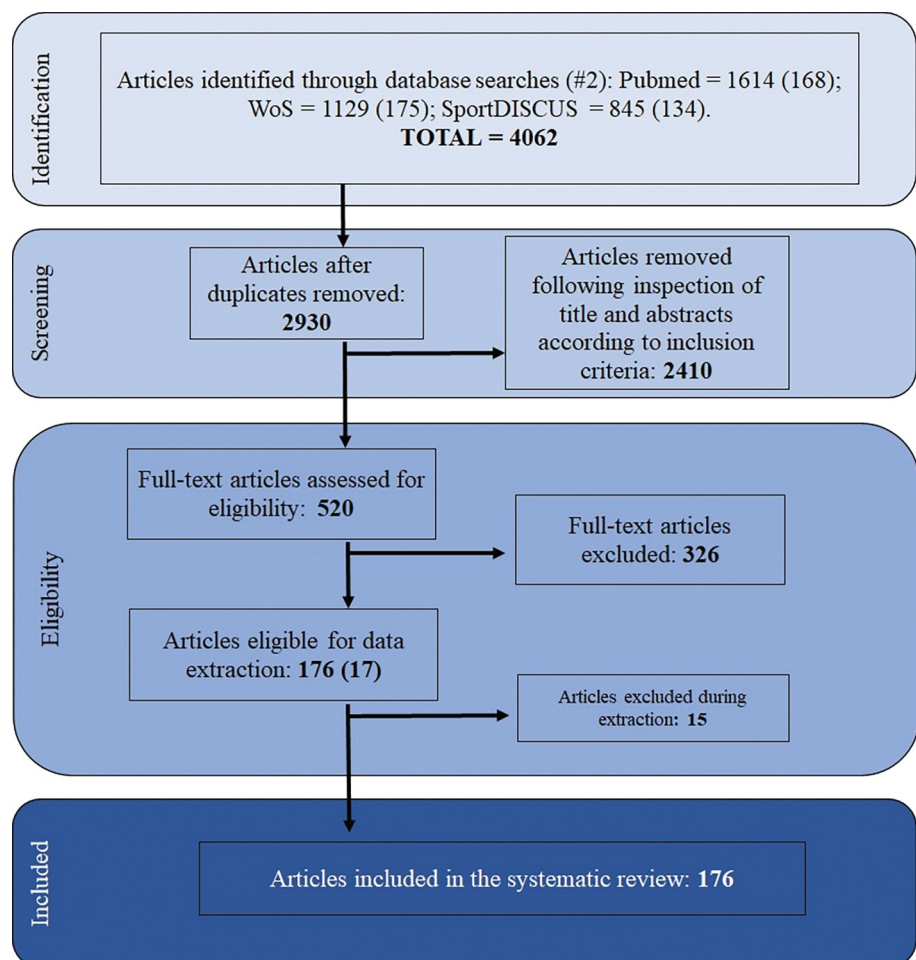 Identification
Articles identified through database searches (#2): Pubmed = 1614 (168);
WoS = 1129 (175); SportDISCUS = 845 (134).
TOTAL = 4062
Screening
Articles after
duplicates removed:
2930
Articles removed
following inspection of
title and abstracts
according to inclusion
criteria: 2410
Eligibility
Full-text articles assessed for
eligibility: 520
Full-text articles
excluded: 326
Articles eligible for data
extraction: 176 (17)
Articles excluded during
extraction: 15
Included
Articles included in the systematic review: 176